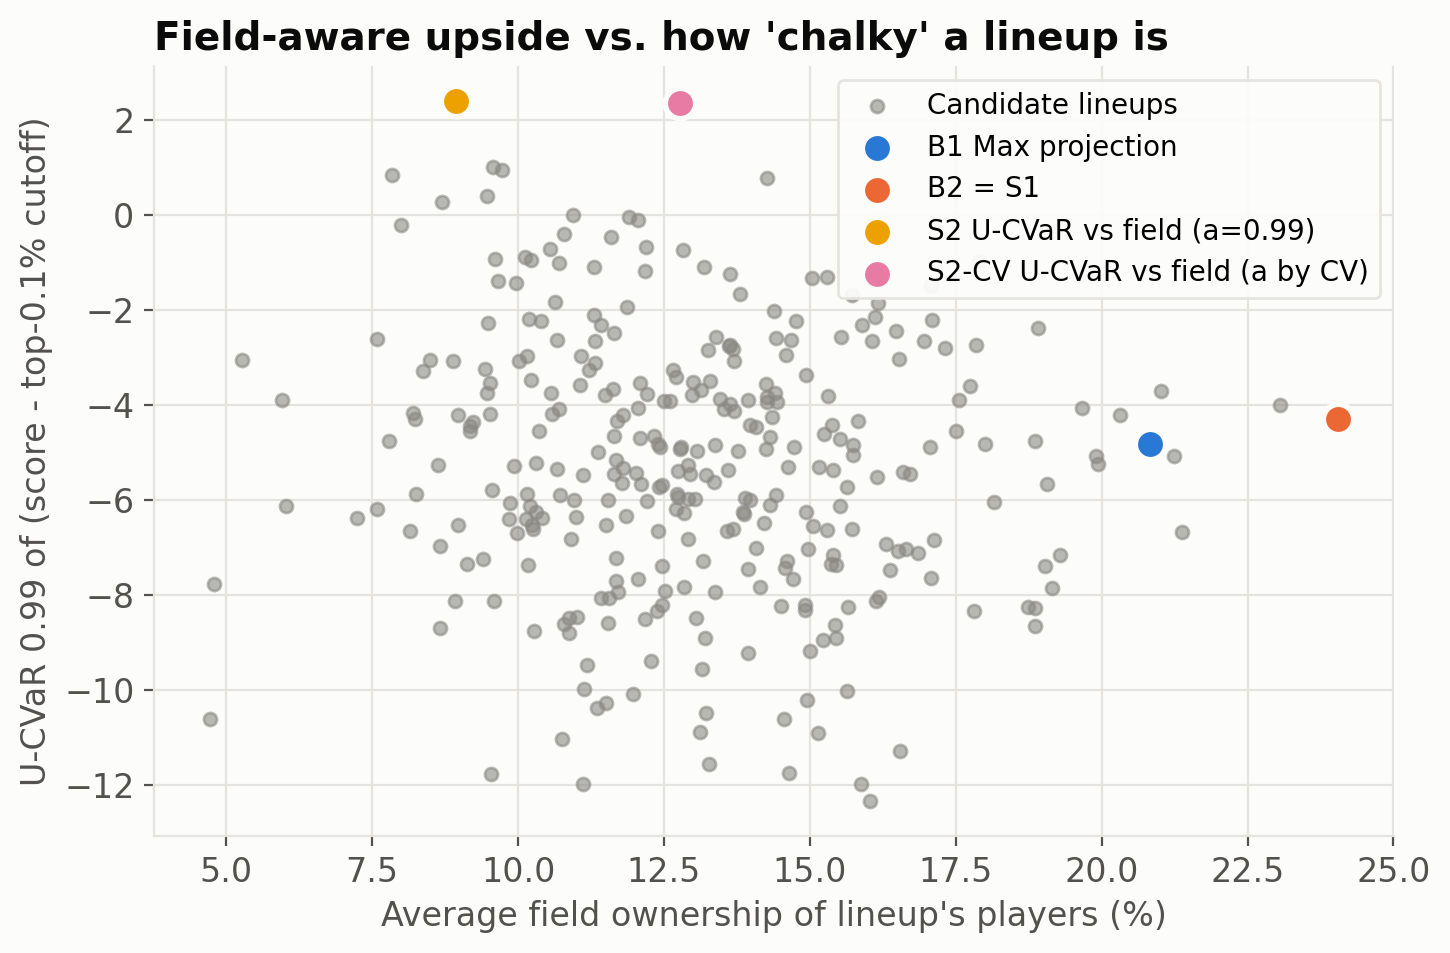 Field-aware upside vs. how 'chalky' a lineup is
U-CVaR 0.99 of (score - top-0.1% cutoff)
2
0
−2
−4
−6
−8
−10
−12
Candidate lineups
B1 Max projection
B2 = S1
S2 U-CVaR vs field (a=0.99)
S2-CV U-CVaR vs field (a by CV)
5.0 7.5 10.0 12.5 15.0 17.5 20.0 22.5 25.0
Average field ownership of lineup's players (%)